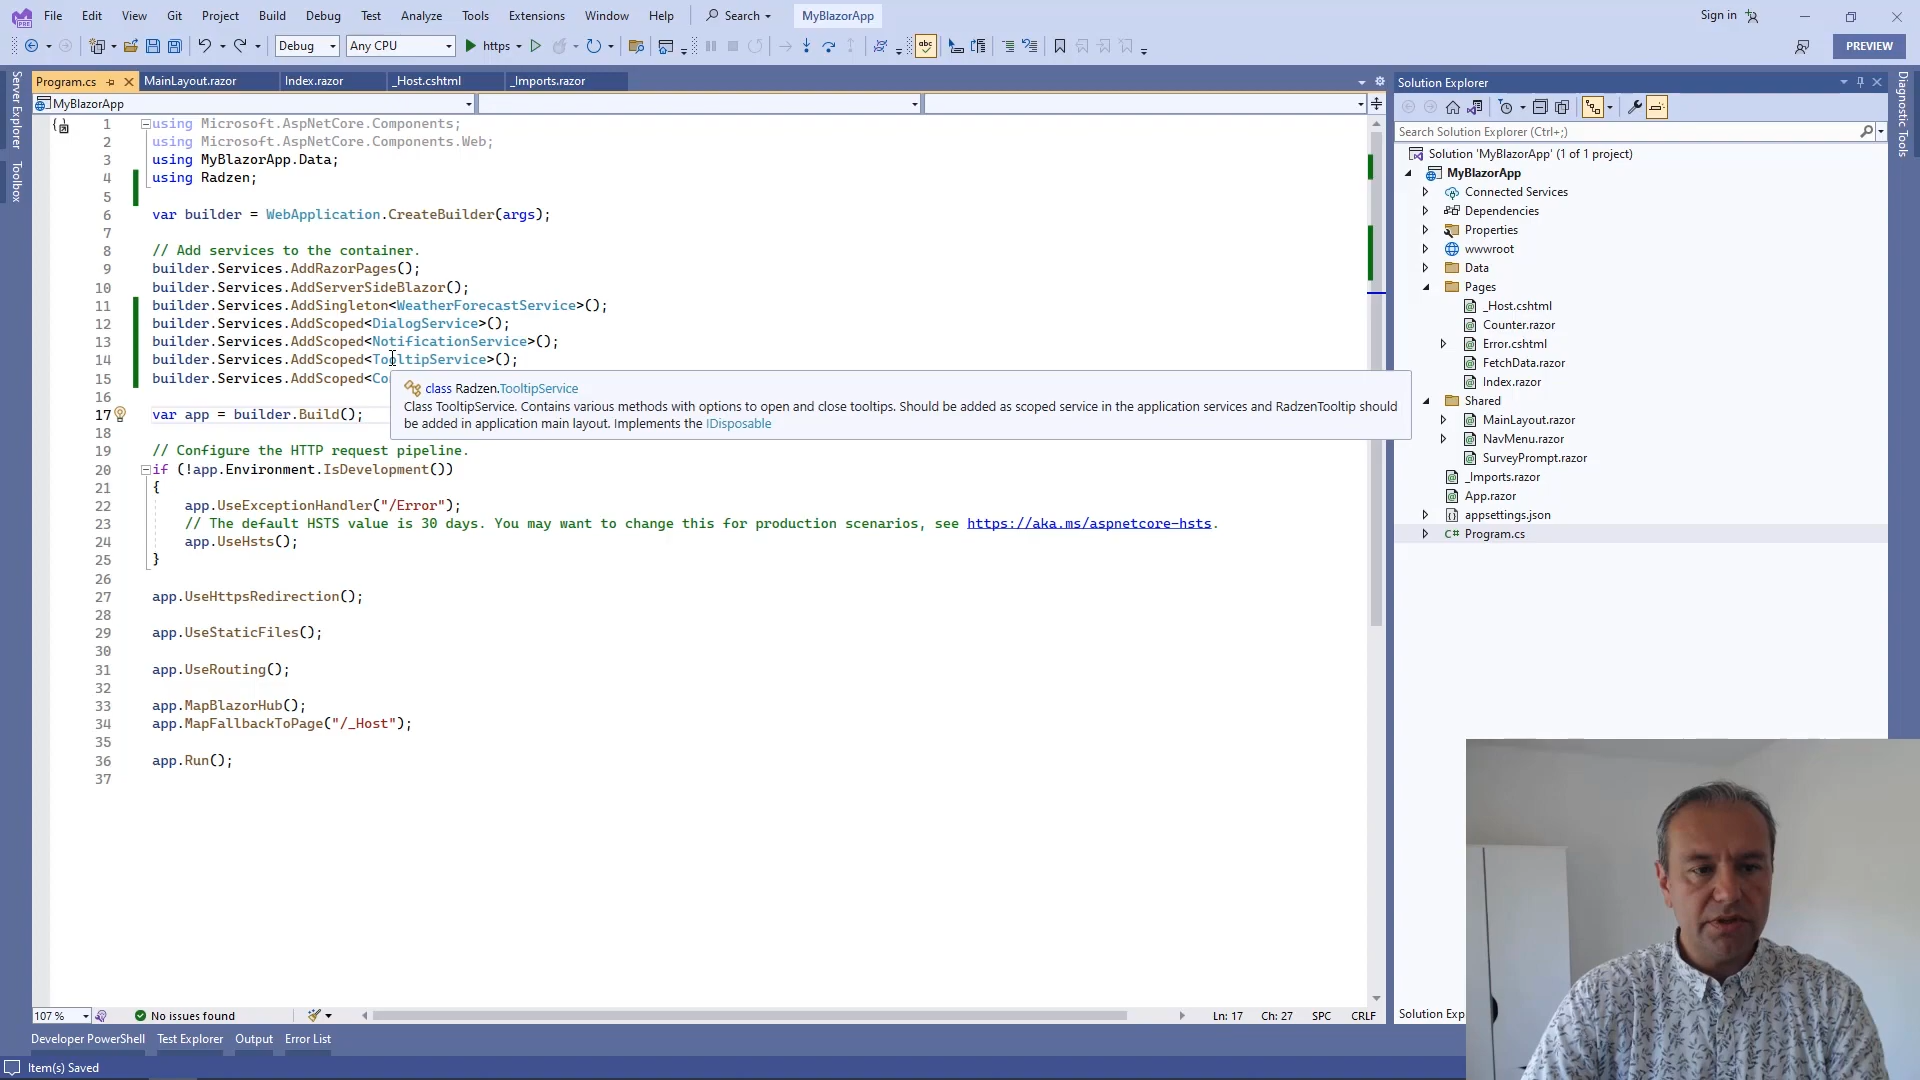 File Edit View Git Project Build Debug Test Analyze Tools Extensions Window Help Search MyBlazorApp Sign in
Debug Any CPU https abc PREVIEW
Program.cs MainLayout.razor Index.razor _Host.cshtml _Imports.razor
MyBlazorApp
1 using Microsoft.AspNetCore.Components;
2 using Microsoft.AspNetCore.Components.Web;
3 using MyBlazorApp.Data;
4 using Radzen;
5
6 var builder = WebApplication.CreateBuilder(args);
7
8 // Add services to the container.
9 builder.Services.AddRazorPages();
10 builder.Services.AddServerSideBlazor();
11 builder.Services.AddSingleton<WeatherForecastService>();
12 builder.Services.AddScoped<DialogService>();
13 builder.Services.AddScoped<NotificationService>();
14 builder.Services.AddScoped<TooltipService>();
15 builder.Services.AddScoped<Co
class Radzen.TooltipService
Class TooltipService. Contains various methods with options to open and close tooltips. Should be added as scoped service in the application services and RadzenTooltip should
be added in application main layout. Implements the IDisposable
16
17 var app = builder.Build();
18
19 // Configure the HTTP request pipeline.
20 if (!app.Environment.IsDevelopment())
21 {
22 app.UseExceptionHandler("/Error");
23 // The default HSTS value is 30 days. You may want to change this for production scenarios, see https://aka.ms/aspnetcore-hsts.
24 app.UseHsts();
25 }
26
27 app.UseHttpsRedirection();
28
29 app.UseStaticFiles();
30
31 app.UseRouting();
32
33 app.MapBlazorHub();
34 app.MapFallbackToPage("/_Host");
35
36 app.Run();
37
107 % No issues found Ln: 17 Ch: 27 SPC CRLF
Developer PowerShell Test Explorer Output Error List
Item(s) Saved
Server Explorer
Toolbox
Solution Explorer
Search Solution Explorer (Ctrl+;)
Solution 'MyBlazorApp' (1 of 1 project)
MyBlazorApp
Connected Services
Dependencies
Properties
wwwroot
Data
Pages
_Host.cshtml
Counter.razor
Error.cshtml
FetchData.razor
Index.razor
Shared
MainLayout.razor
NavMenu.razor
SurveyPrompt.razor
_Imports.razor
App.razor
appsettings.json
C# Program.cs
Solution Exp
Diagnostic Tools